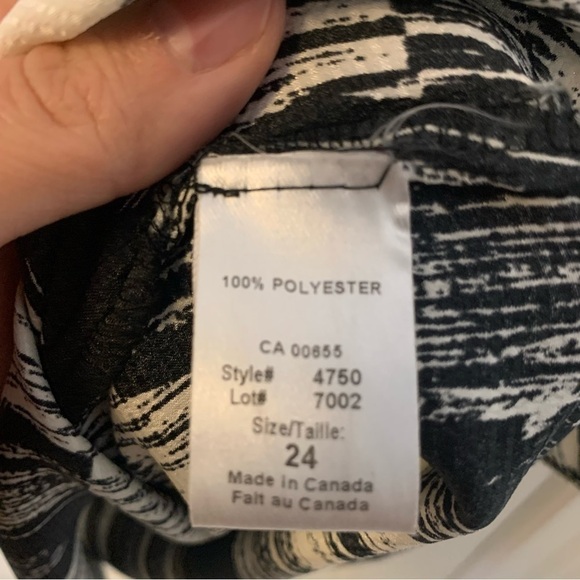 100% POLYESTER
CA 00655
Style# 4750
Lot# 7002
Size/Taille:
24
Made in Canada
Fait au Canada